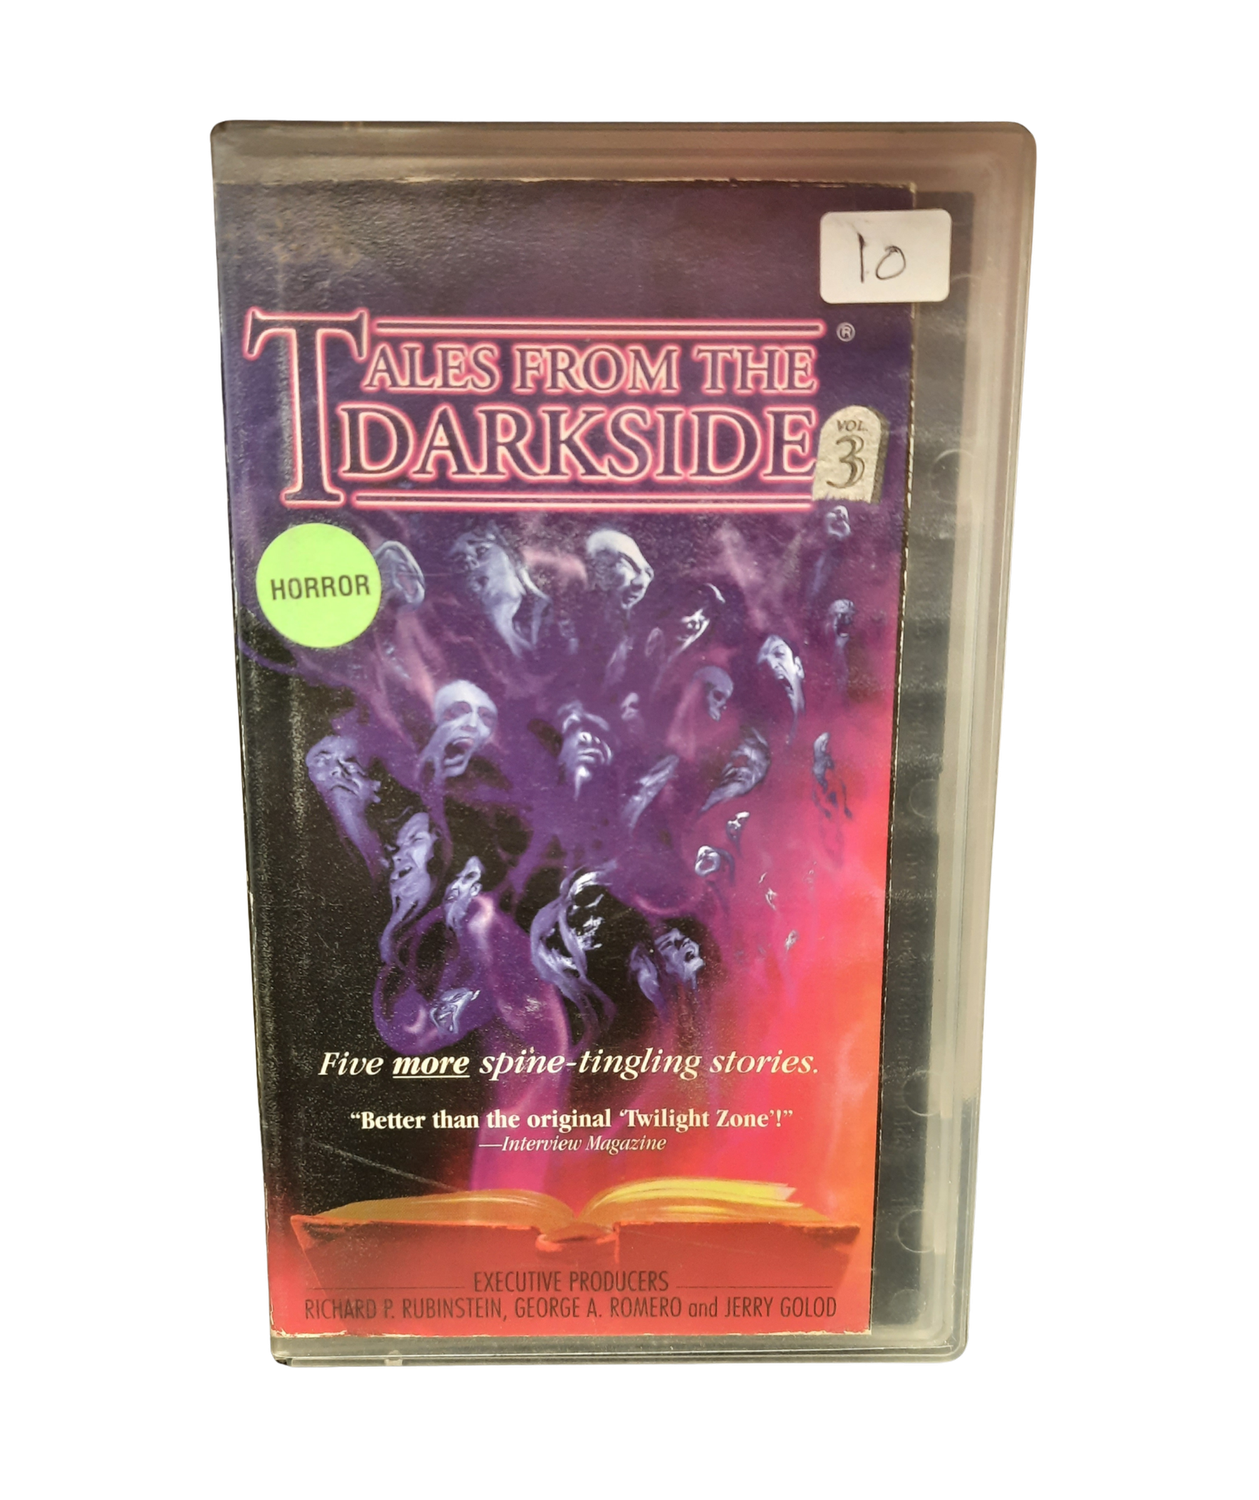 10
TALES FROM THE ®
DARKSIDE
VOL.
3
HORROR
Five more spine-tingling stories.
“Better than the original ‘Twilight Zone’!”
—Interview Magazine
EXECUTIVE PRODUCERS
RICHARD P. RUBINSTEIN, GEORGE A. ROMERO and JERRY GOLOD